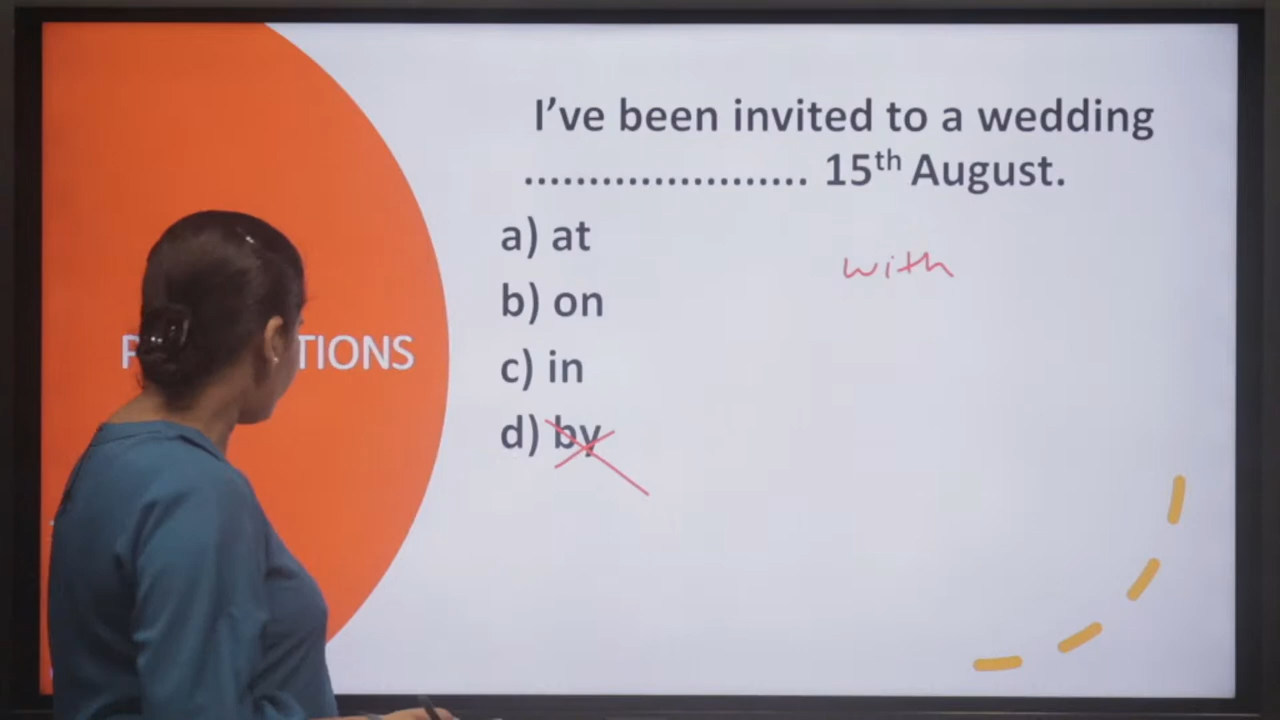 I've been invited to a wedding
...................... 15th August.
a) at
with
b) on
P
TIONS
c) in
d) by